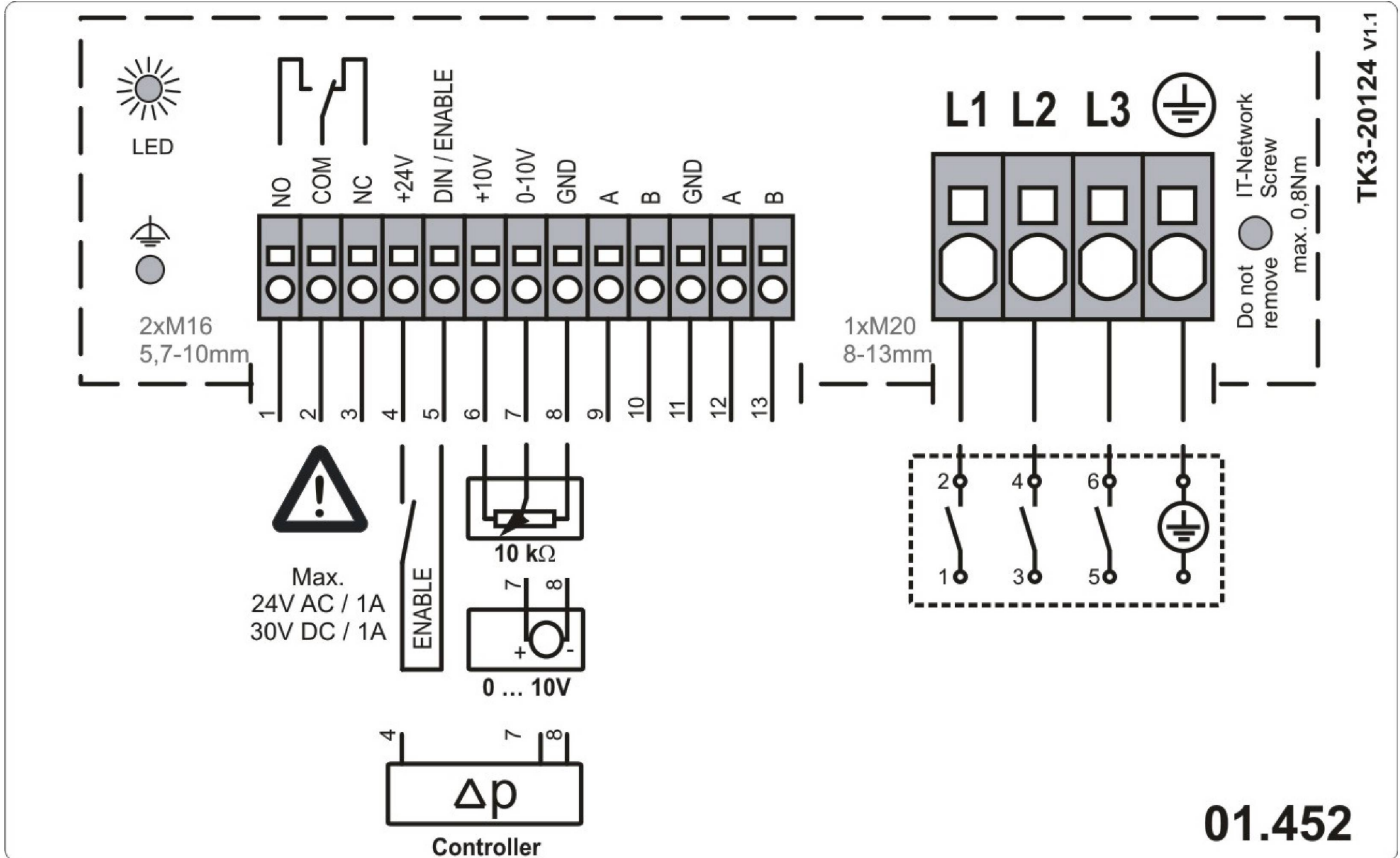 TK3-20124 V1.1
LED
NO
COM
NC
+24V
DIN / ENABLE
+10V
0-10V
GND
A
B
GND
A
B
L1 L2 L3
Do not
remove
IT-Network
Screw
max. 0,8Nm
2xM16
5,7-10mm
1xM20
8-13mm
1
2
3
4
5
6
7
8
9
10
11
12
13
!
Max.
24V AC / 1A
30V DC / 1A
ENABLE
10 kΩ
7 8
+ -
0 ... 10V
4 7 8
Δp
Controller
2 4 6
1 3 5
01.452